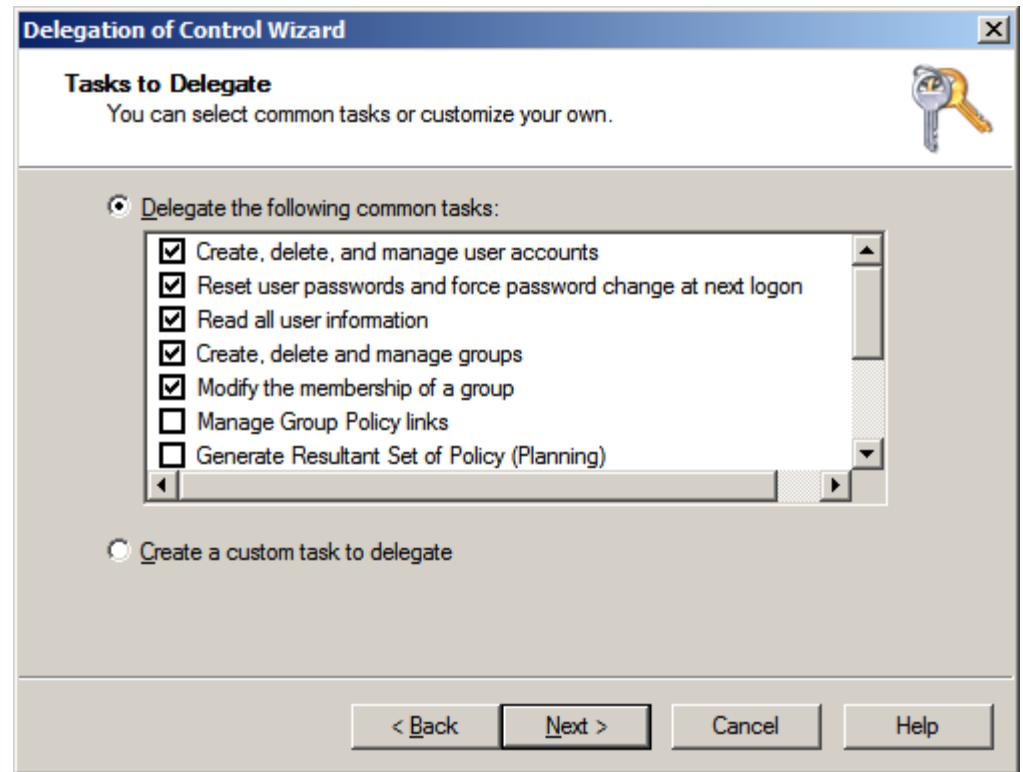 Delegation of Control Wizard
Tasks to Delegate
You can select common tasks or customize your own.
Delegate the following common tasks:
Create, delete, and manage user accounts
Reset user passwords and force password change at next logon
Read all user information
Create, delete and manage groups
Modify the membership of a group
Manage Group Policy links
Generate Resultant Set of Policy (Planning)
Create a custom task to delegate
< Back Next > Cancel Help